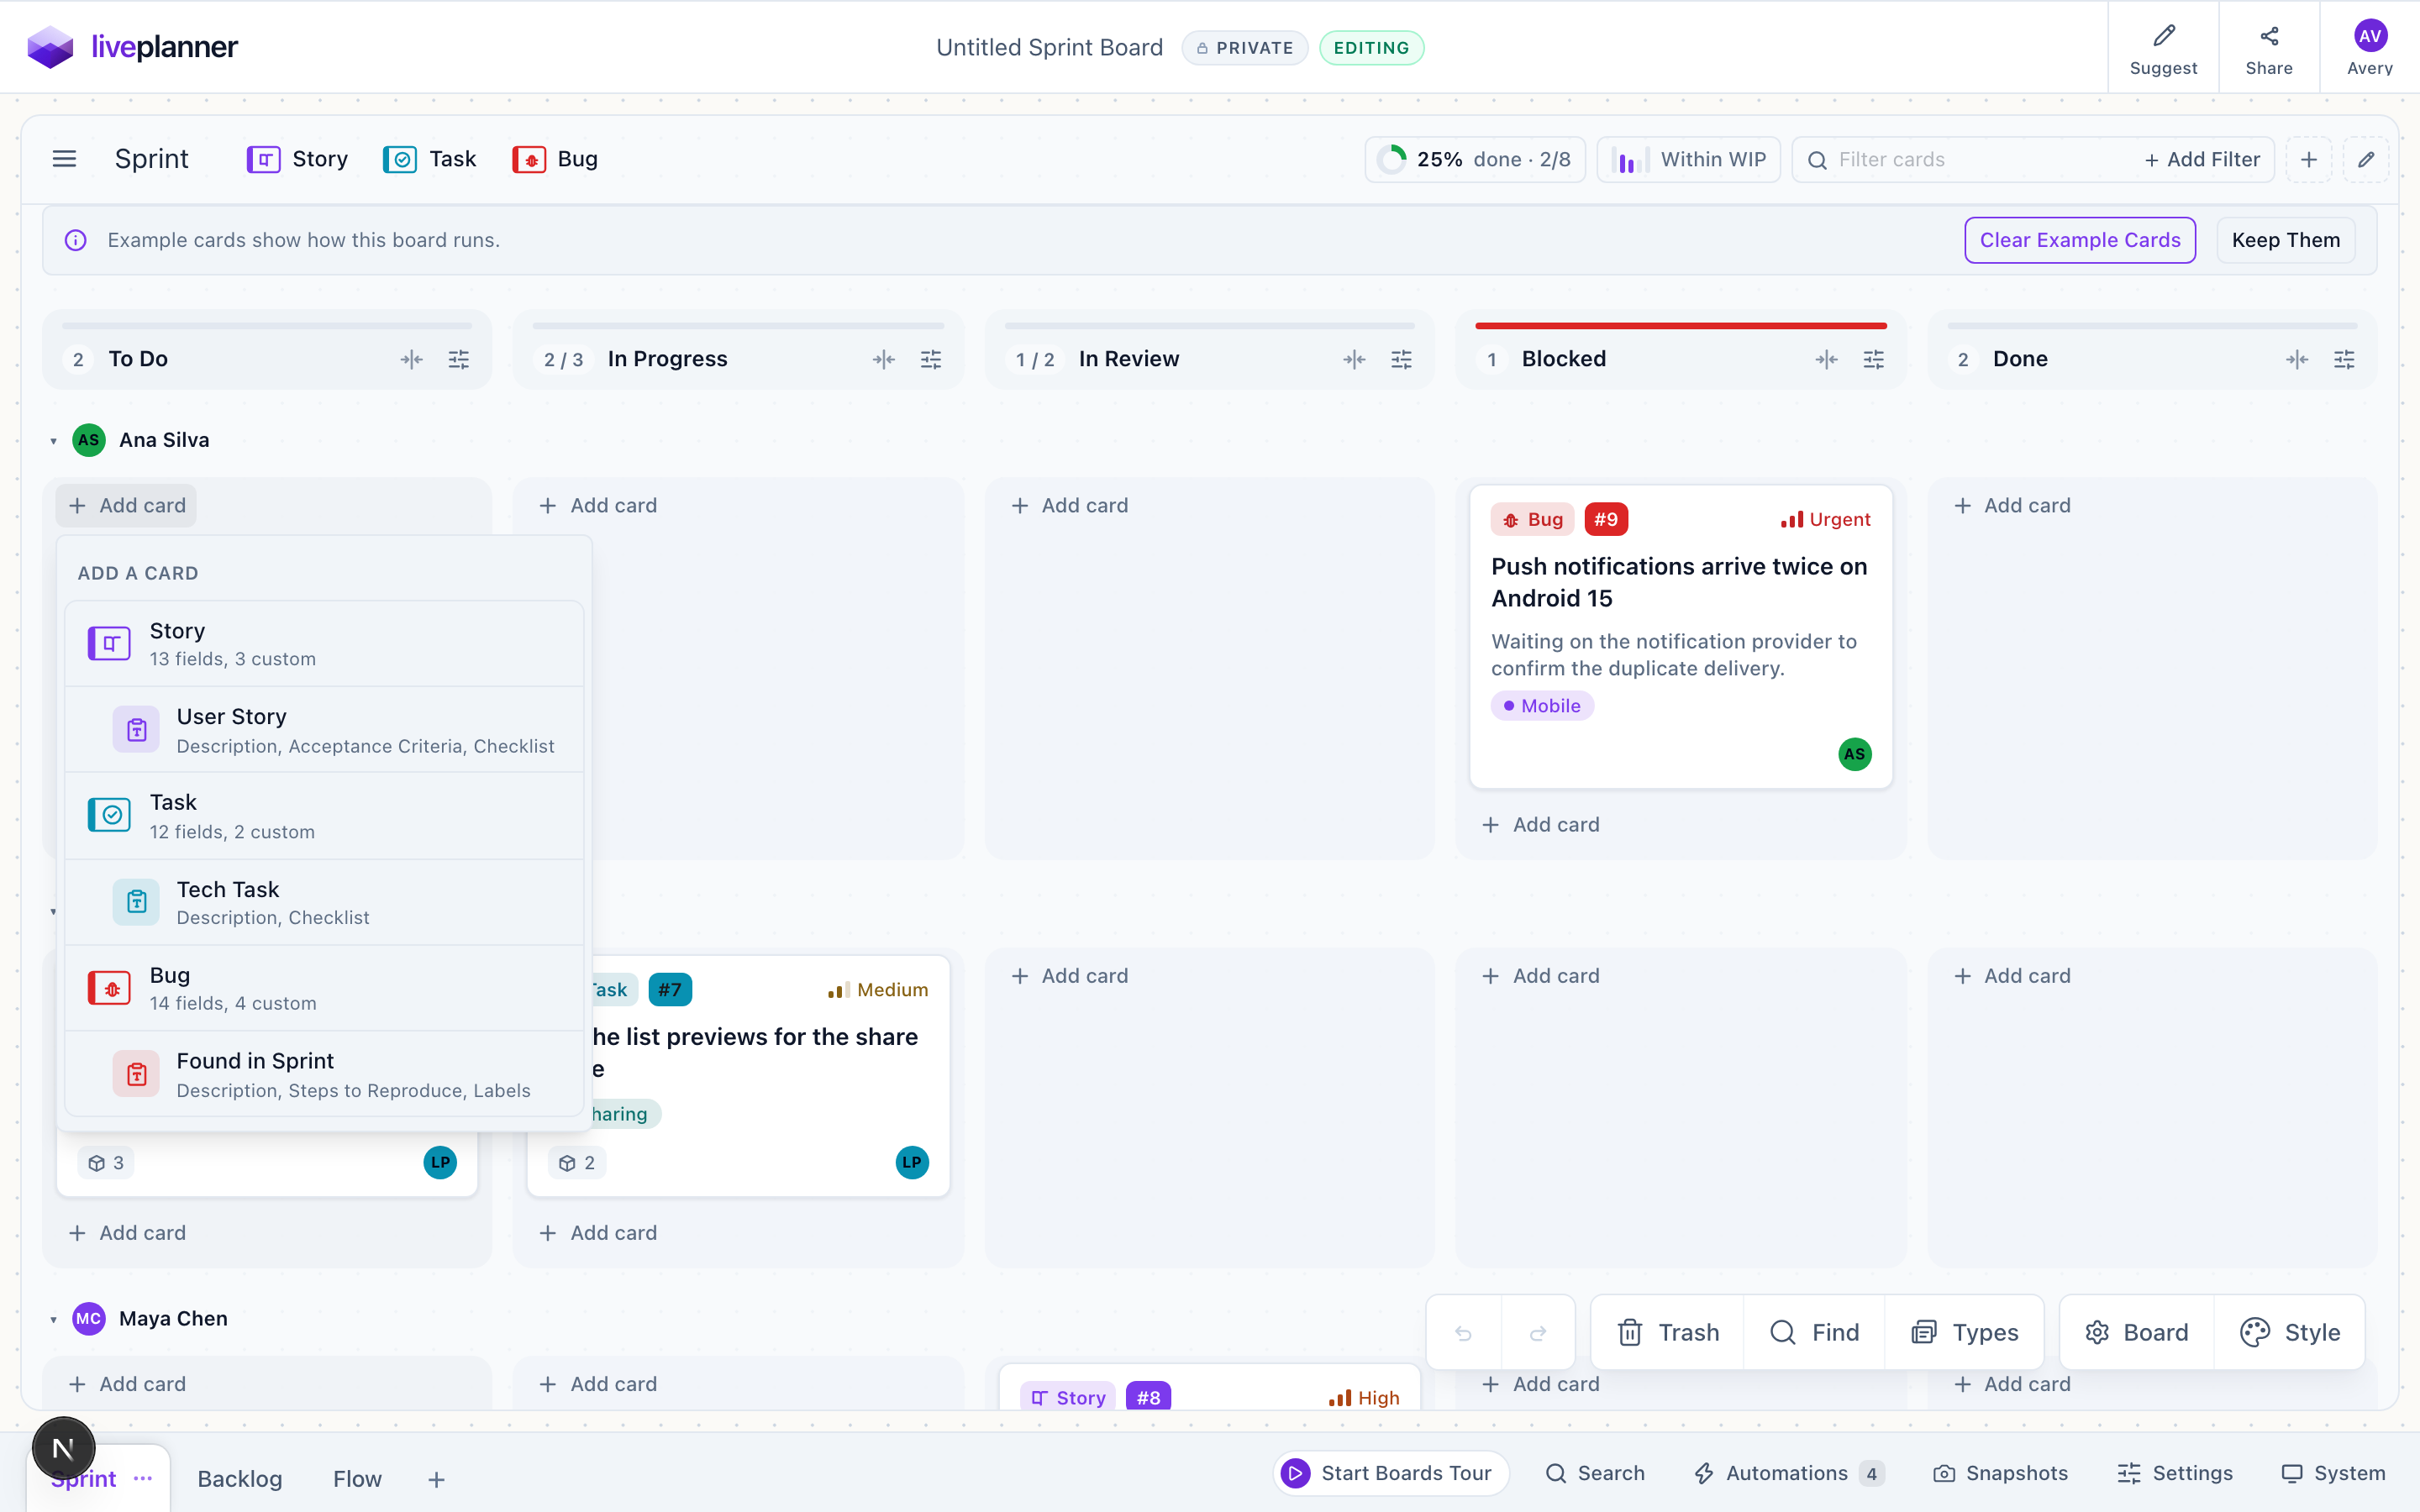 liveplanner
Untitled Sprint Board
PRIVATE
EDITING
Suggest
Share
AV
Avery
Sprint
Story
Task
Bug
25% done · 2/8
Within WIP
Filter cards
+ Add Filter
Example cards show how this board runs.
Clear Example Cards
Keep Them
2 To Do
2 / 3 In Progress
1 / 2 In Review
1 Blocked
2 Done
AS Ana Silva
+ Add card
+ Add card
+ Add card
Bug #9 Urgent
Push notifications arrive twice on
Android 15
Waiting on the notification provider to
confirm the duplicate delivery.
Mobile
AS
+ Add card
+ Add card
ADD A CARD
Story
13 fields, 3 custom
User Story
Description, Acceptance Criteria, Checklist
Task
12 fields, 2 custom
Tech Task
Description, Checklist
Bug
14 fields, 4 custom
Found in Sprint
Description, Steps to Reproduce, Labels
3
LP
+ Add card
Task #7 Medium
he list previews for the share
e
haring
2
LP
+ Add card
+ Add card
+ Add card
+ Add card
MC Maya Chen
+ Add card
+ Add card
Story #8 High
+ Add card
+ Add card
Trash
Find
Types
Board
Style
N
Sprint
Backlog
Flow
+
Start Boards Tour
Search
Automations 4
Snapshots
Settings
System